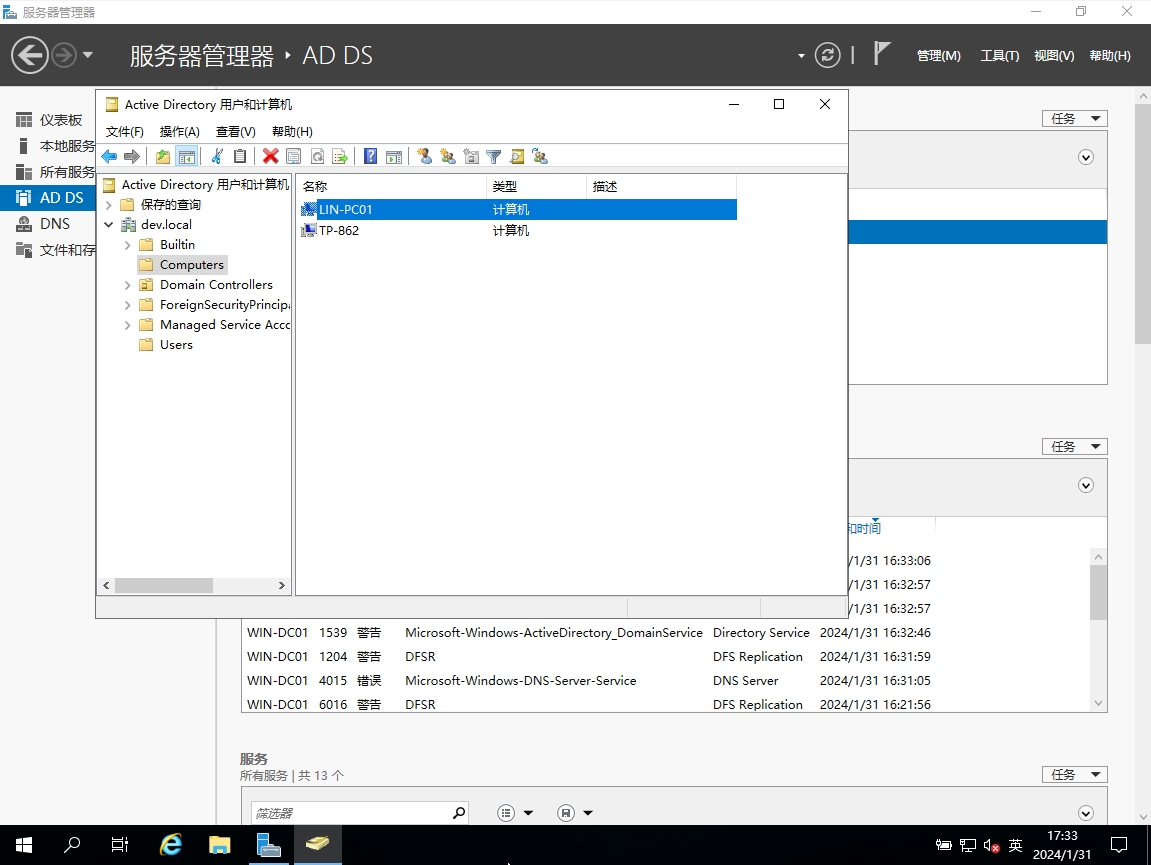 服务器管理器
服务器管理器 ‣ AD DS
管理(M) 工具(T) 视图(V) 帮助(H)
仪表板
本地服务
所有服务
AD DS
DNS
文件和存
Active Directory 用户和计算机
文件(F) 操作(A) 查看(V) 帮助(H)
Active Directory 用户和计算机
保存的查询
dev.local
Builtin
Computers
Domain Controllers
ForeignSecurityPrincipa
Managed Service Acco
Users
名称 类型 描述
LIN-PC01 计算机
TP-862 计算机
任务
任务
和时间
/1/31 16:33:06
/1/31 16:32:57
/1/31 16:32:57
WIN-DC01 1539 警告 Microsoft-Windows-ActiveDirectory_DomainService Directory Service 2024/1/31 16:32:46
WIN-DC01 1204 警告 DFSR DFS Replication 2024/1/31 16:31:59
WIN-DC01 4015 错误 Microsoft-Windows-DNS-Server-Service DNS Server 2024/1/31 16:31:05
WIN-DC01 6016 警告 DFSR DFS Replication 2024/1/31 16:21:56
服务
所有服务 | 共 13 个
任务
筛选器
英
17:33
2024/1/31